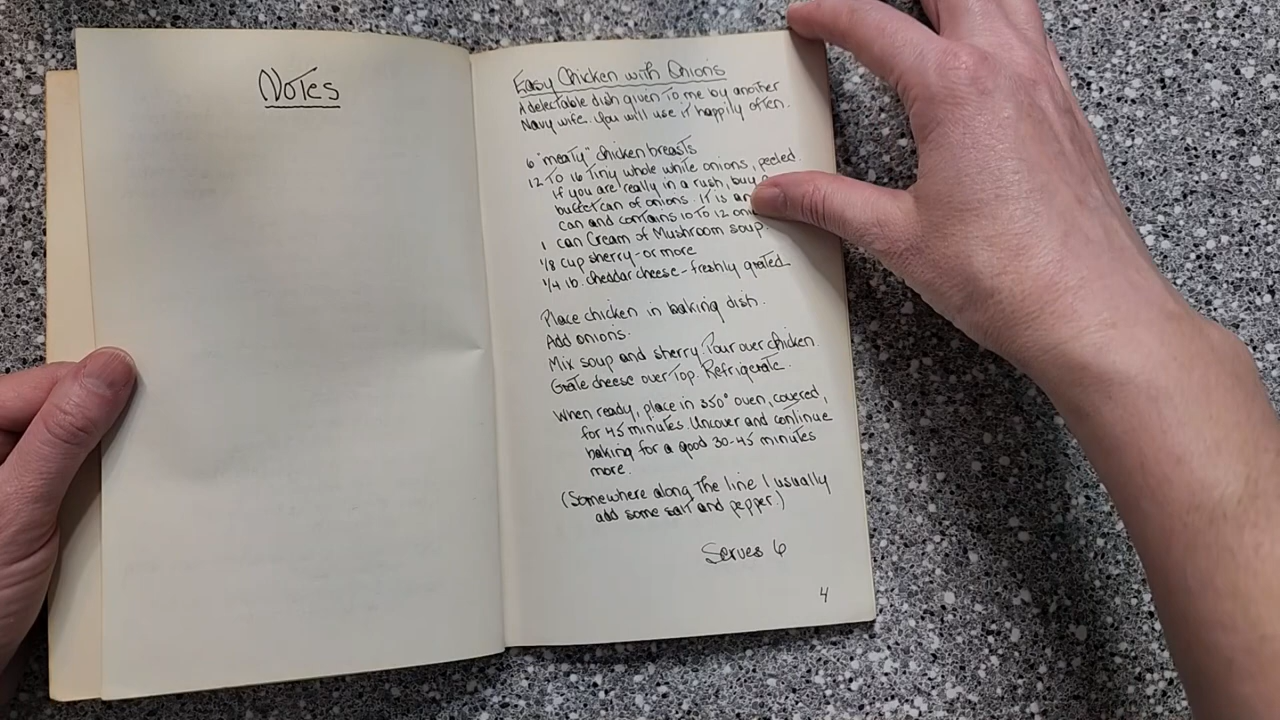 Notes
Easy Chicken with Onions
A delectable dish given to me by another
Navy wife. You will use it happily often.
6 "meaty" chicken breasts
12 to 16 tiny whole white onions, peeled.
If you are really in a rush, buy
buffet can of onions. It is an
can and contains 10 to 12
1 can Cream of Mushroom soup.
1/8 cup sherry-or more
1/4 lb. cheddar cheese-freshly grated
Place chicken in baking dish.
Add onions.
Mix soup and sherry. Pour over chicken.
Grate cheese over top. Refrigerate.
When ready, place in 350° oven, covered,
for 45 minutes. Uncover and continue
baking for a good 30-45 minutes
more.
(Somewhere along the line I usually
add some salt and pepper.)
Serves 6
4